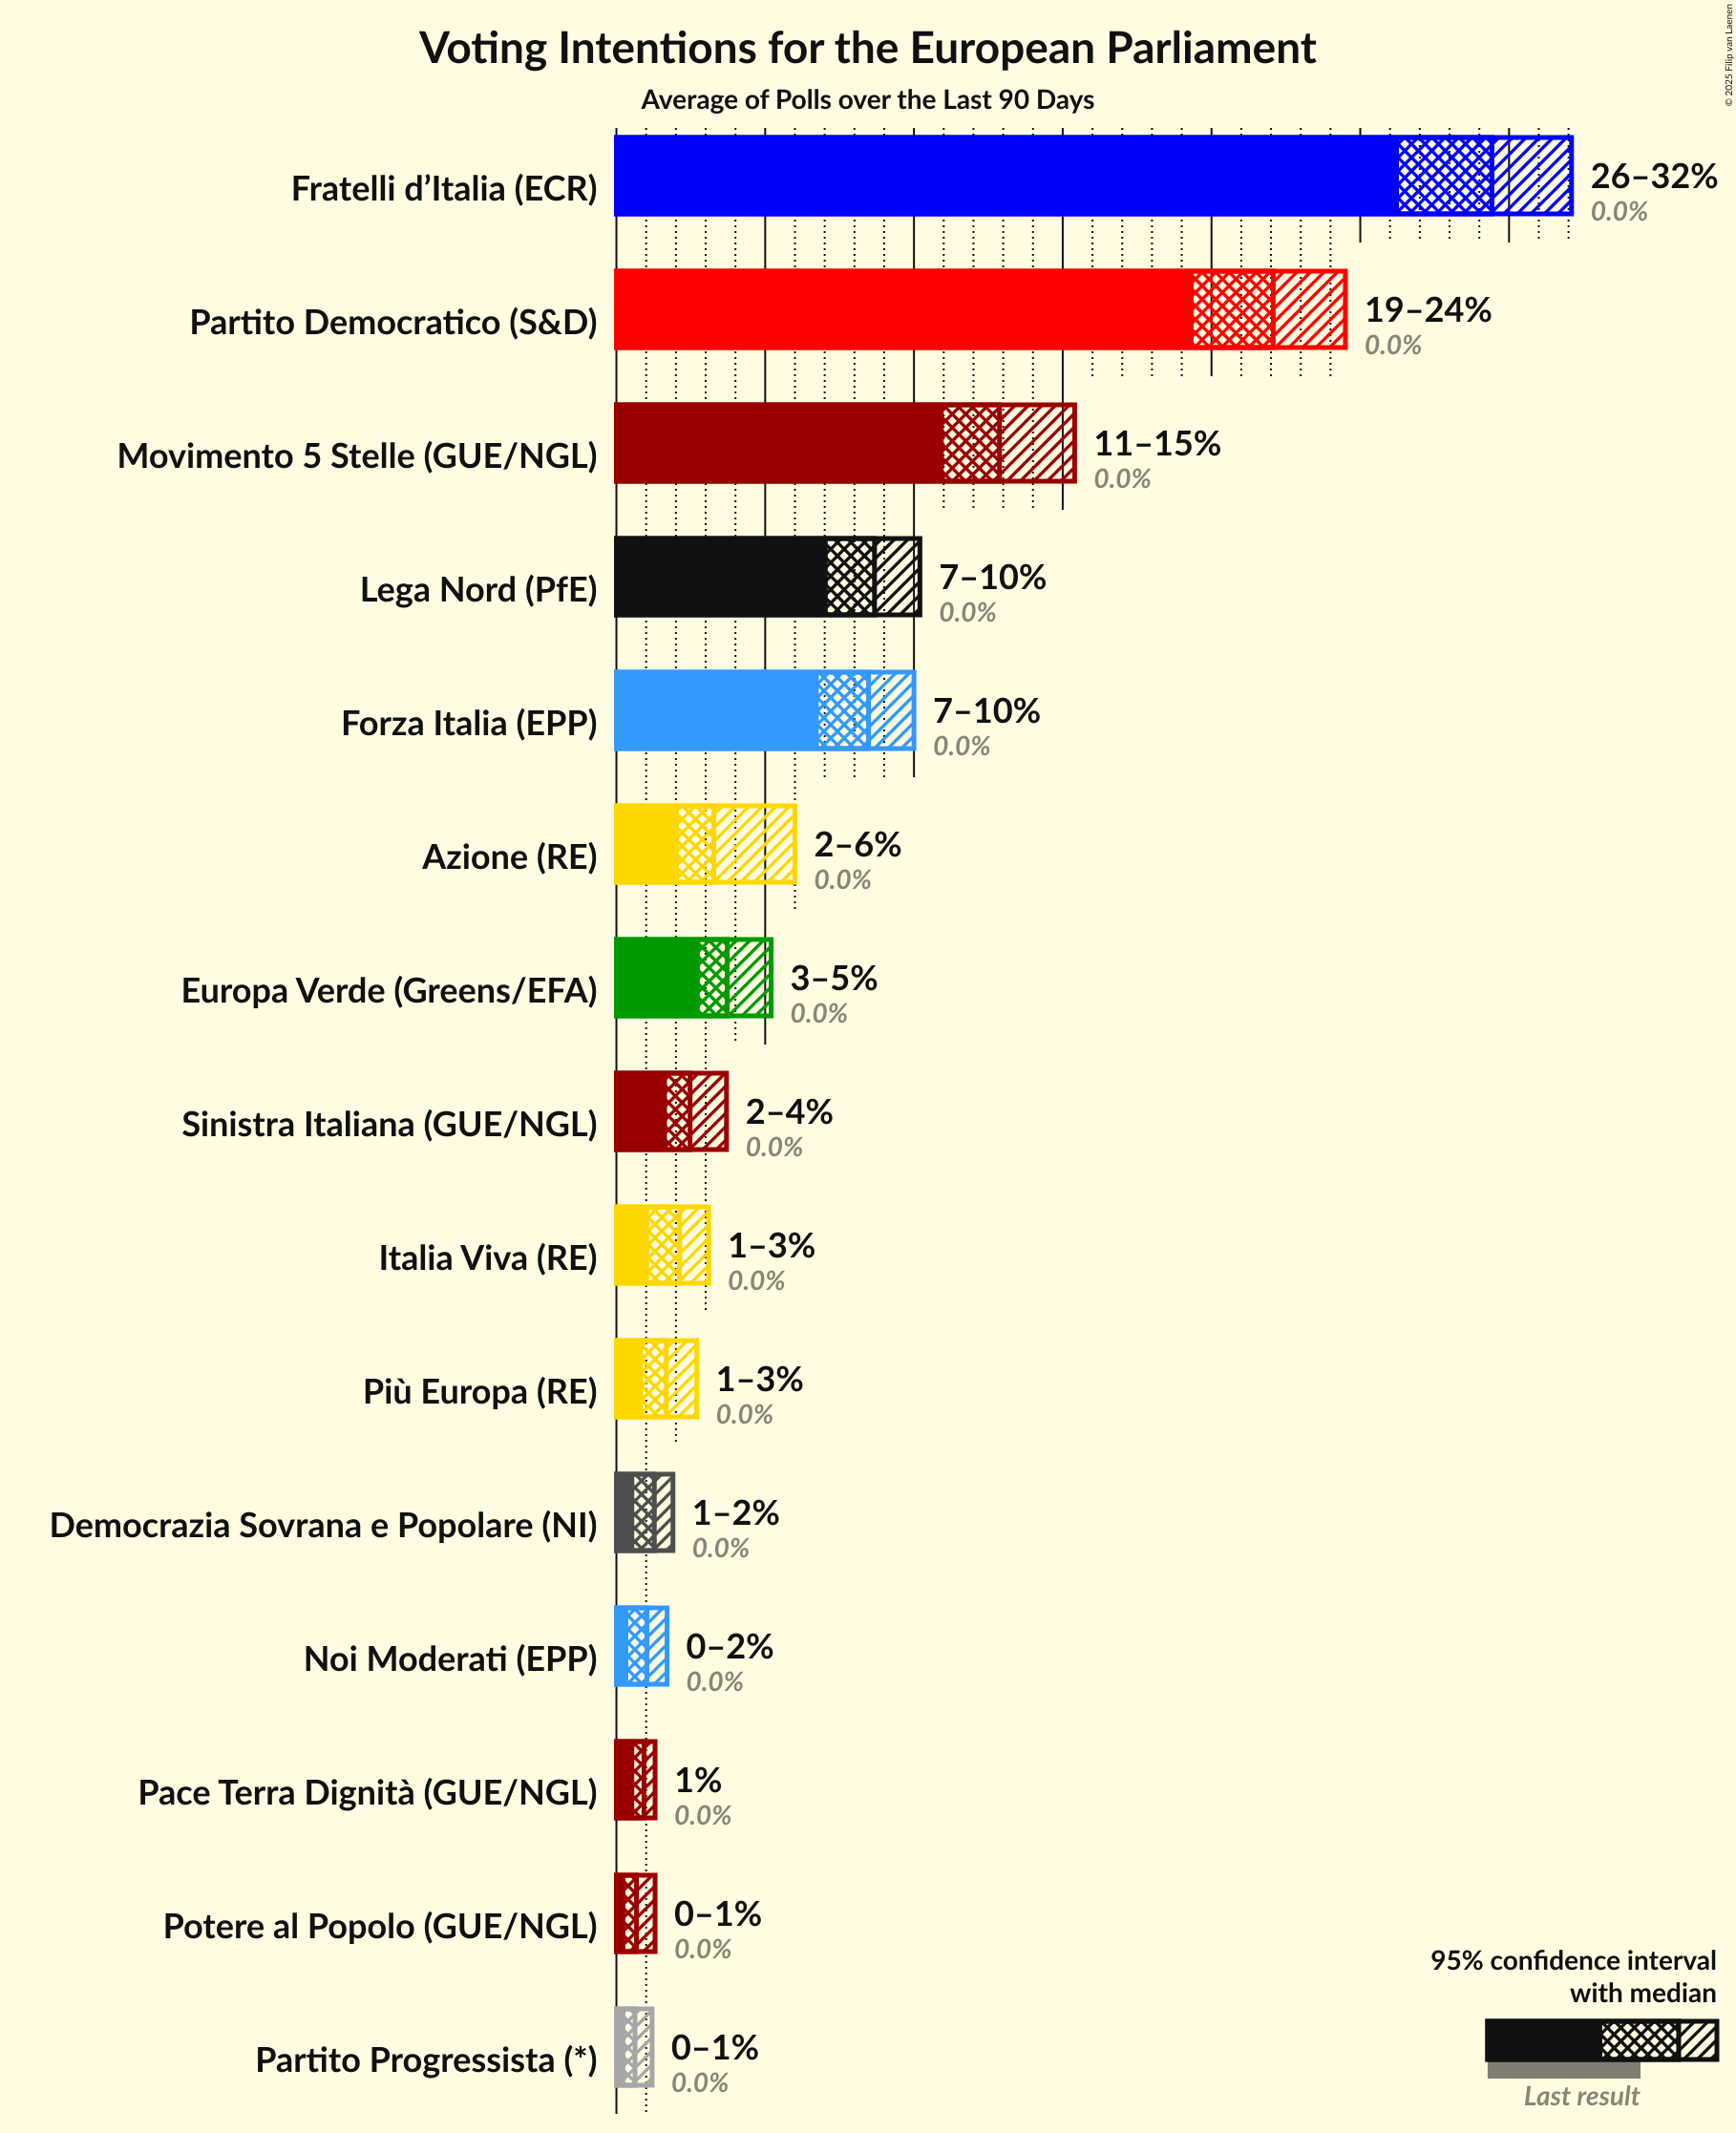 Voting Intentions for the European Parliament
Average of Polls over the Last 90 Days
© 2025 Filip van Laenen
Fratelli d’Italia (ECR)
26–32%
0.0%
Partito Democratico (S&D)
19–24%
0.0%
Movimento 5 Stelle (GUE/NGL)
11–15%
0.0%
Lega Nord (PfE)
7–10%
0.0%
Forza Italia (EPP)
7–10%
0.0%
Azione (RE)
2–6%
0.0%
Europa Verde (Greens/EFA)
3–5%
0.0%
Sinistra Italiana (GUE/NGL)
2–4%
0.0%
Italia Viva (RE)
1–3%
0.0%
Più Europa (RE)
1–3%
0.0%
Democrazia Sovrana e Popolare (NI)
1–2%
0.0%
Noi Moderati (EPP)
0–2%
0.0%
Pace Terra Dignità (GUE/NGL)
1%
0.0%
Potere al Popolo (GUE/NGL)
0–1%
0.0%
Partito Progressista (*)
0–1%
0.0%
95% confidence interval
with median
Last result